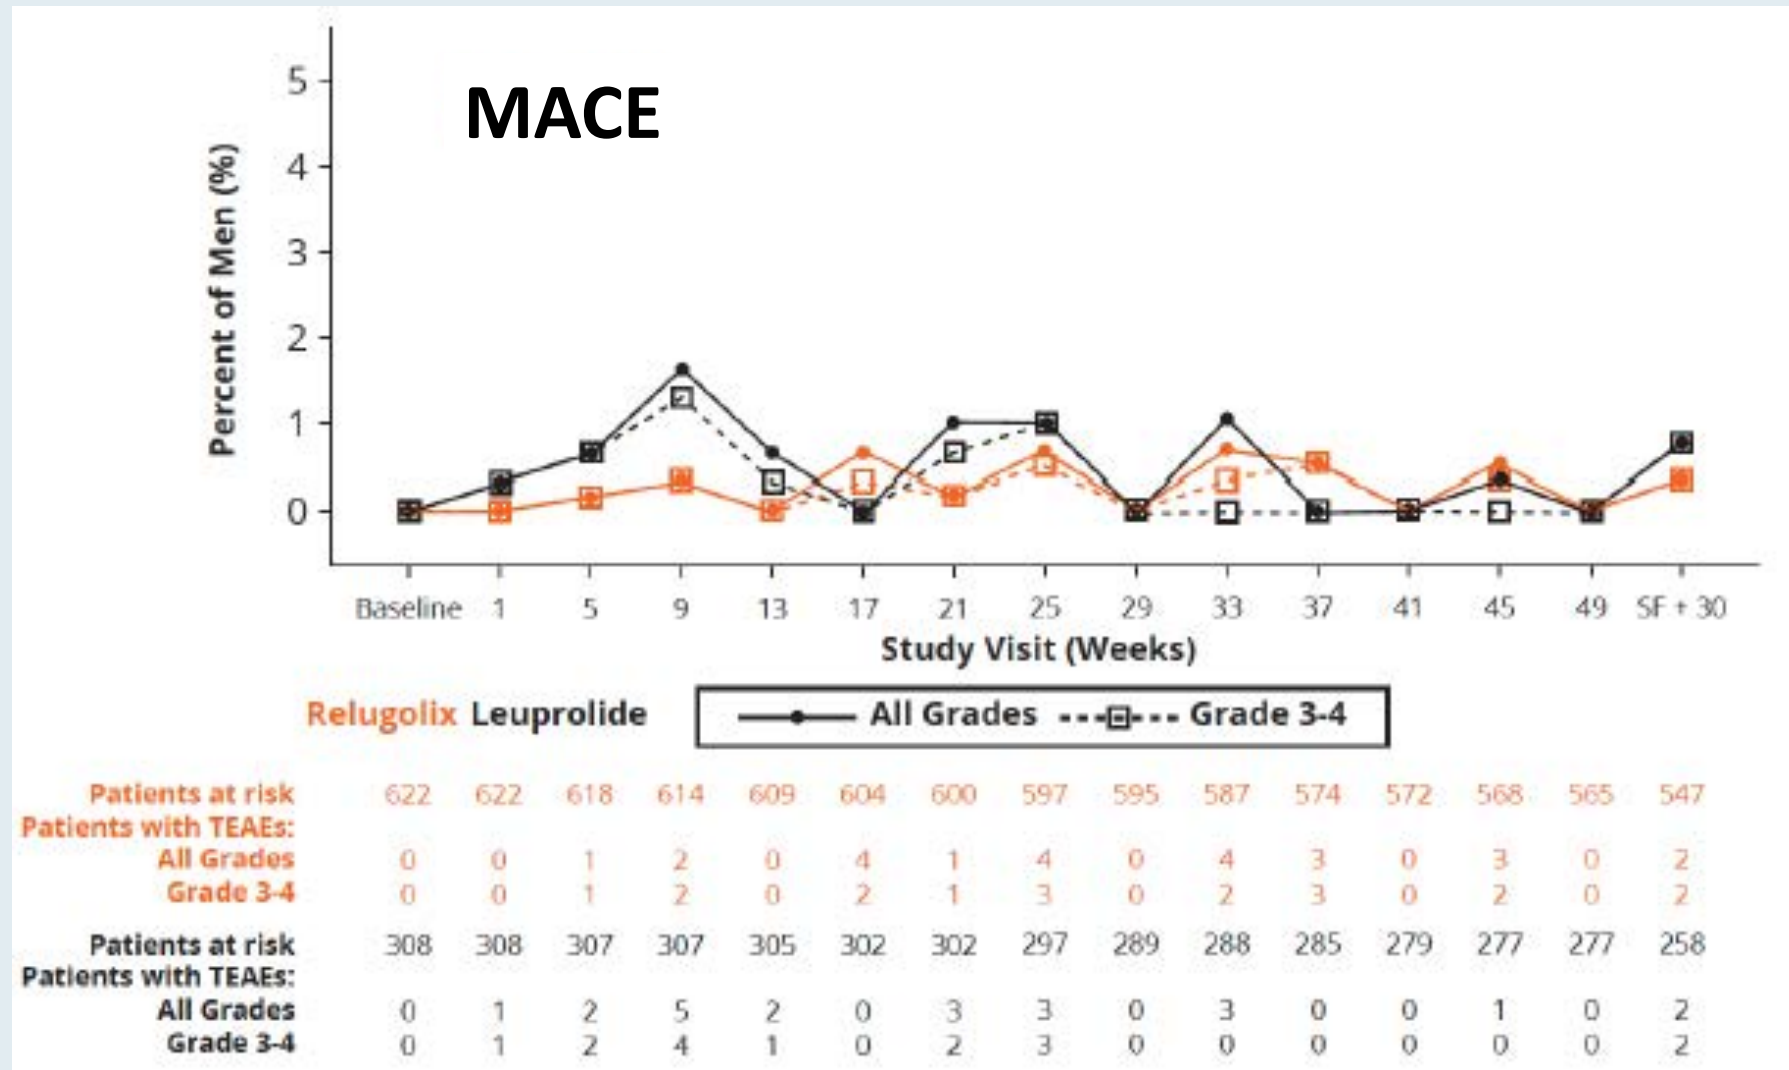 MACE
Percent of Men (%)
5
4
3
2
1
0
Baseline 1 5 9 13 17 21 25 29 33 37 41 45 49 SF + 30
Study Visit (Weeks)
Relugolix Leuprolide All Grades Grade 3-4
Patients at risk 622 622 618 614 609 604 600 597 595 587 574 572 568 565 547
Patients with TEAEs:
All Grades 0 0 1 2 0 4 1 4 0 4 3 0 3 0 2
Grade 3-4 0 0 1 2 0 2 1 3 0 2 3 0 2 0 2
Patients at risk 308 308 307 307 305 302 302 297 289 288 285 279 277 277 258
Patients with TEAEs:
All Grades 0 1 2 5 2 0 3 3 0 3 0 0 1 0 2
Grade 3-4 0 1 2 4 1 0 2 3 0 0 0 0 0 0 2